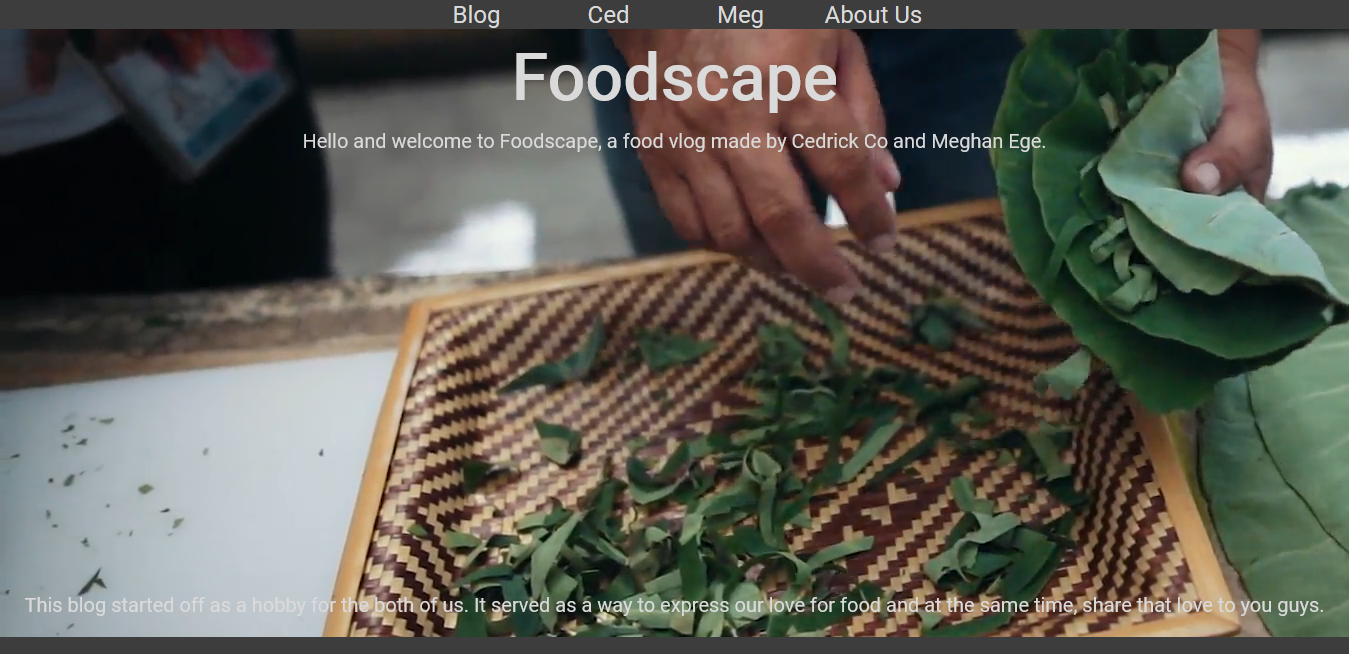 Blog Ced Meg About Us
Foodscape
Hello and welcome to Foodscape, a food vlog made by Cedrick Co and Meghan Ege.
This blog started off as a hobby for the both of us. It served as a way to express our love for food and at the same time, share that love to you guys.